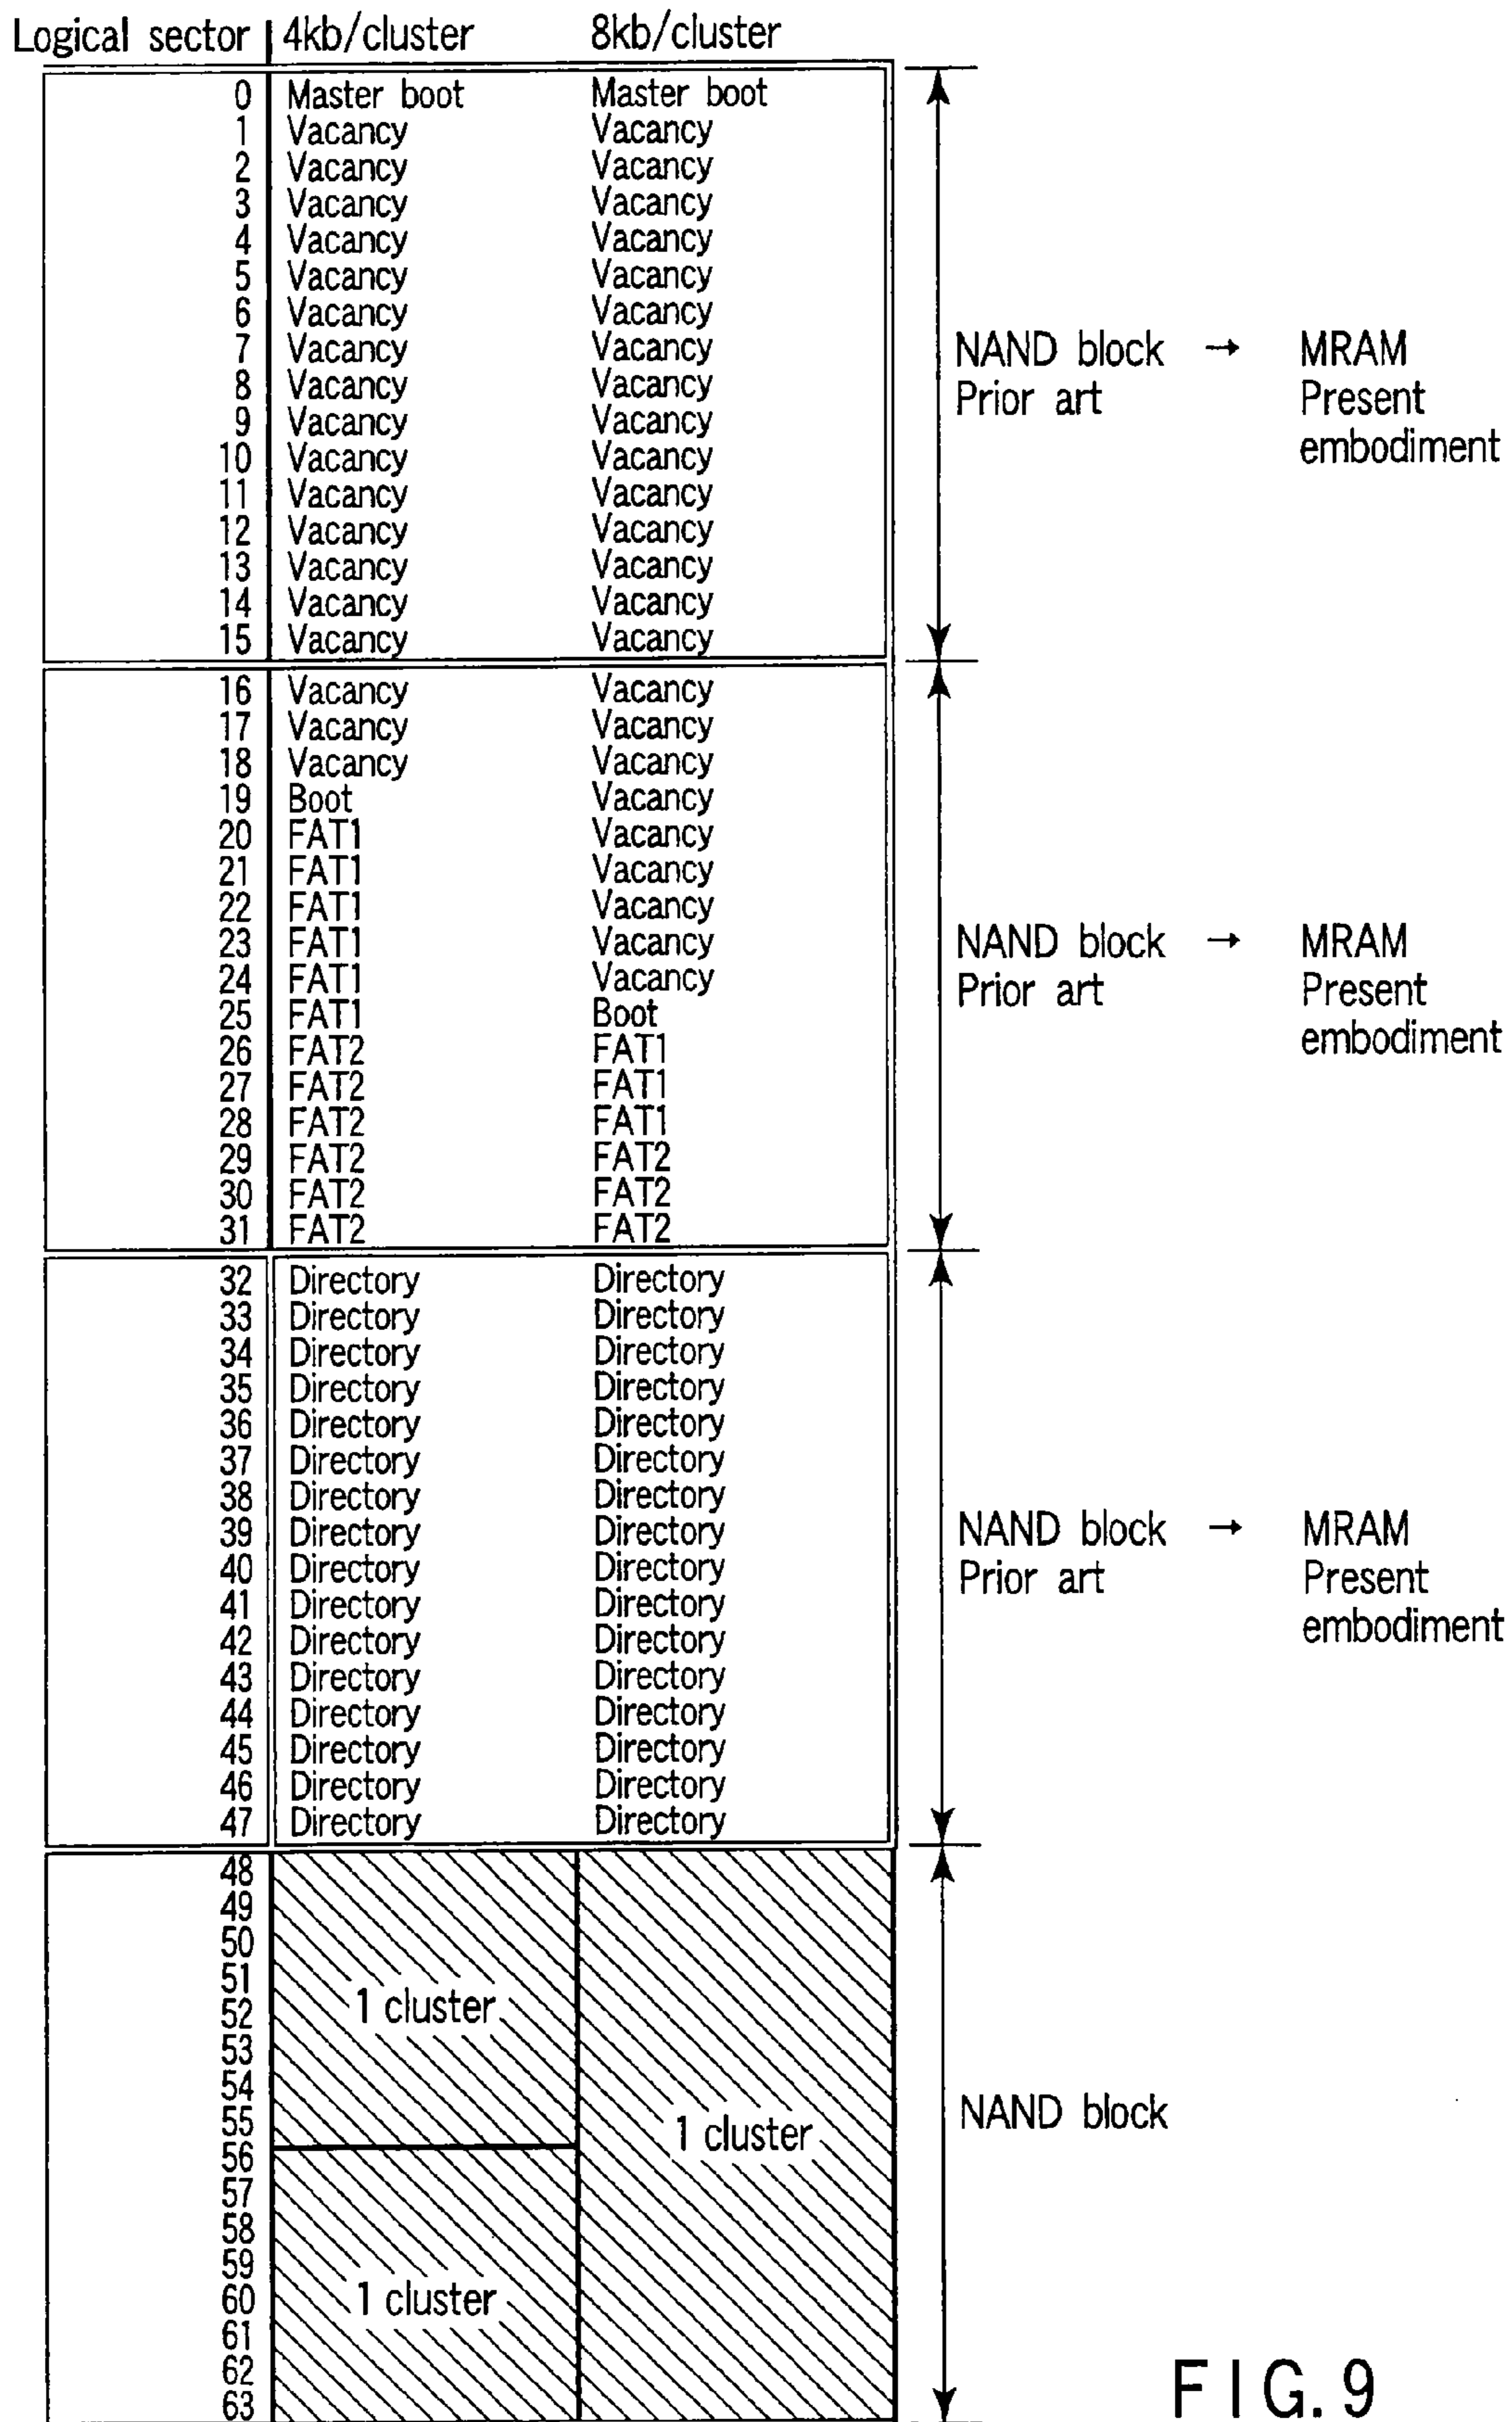 Logical sector 4kb/cluster 8kb/cluster
0 Master boot Master boot
1 Vacancy Vacancy
2 Vacancy Vacancy
3 Vacancy Vacancy
4 Vacancy Vacancy
5 Vacancy Vacancy
6 Vacancy Vacancy
7 Vacancy Vacancy NAND block → MRAM
8 Vacancy Vacancy Prior art Present
9 Vacancy Vacancy embodiment
10 Vacancy Vacancy
11 Vacancy Vacancy
12 Vacancy Vacancy
13 Vacancy Vacancy
14 Vacancy Vacancy
15 Vacancy Vacancy
16 Vacancy Vacancy
17 Vacancy Vacancy
18 Vacancy Vacancy
19 Boot Vacancy
20 FAT1 Vacancy
21 FAT1 Vacancy
22 FAT1 Vacancy
23 FAT1 Vacancy NAND block → MRAM
24 FAT1 Vacancy Prior art Present
25 FAT1 Boot embodiment
26 FAT2 FAT1
27 FAT2 FAT1
28 FAT2 FAT1
29 FAT2 FAT2
30 FAT2 FAT2
31 FAT2 FAT2
32 Directory Directory
33 Directory Directory
34 Directory Directory
35 Directory Directory
36 Directory Directory
37 Directory Directory
38 Directory Directory
39 Directory Directory NAND block → MRAM
40 Directory Directory Prior art Present
41 Directory Directory embodiment
42 Directory Directory
43 Directory Directory
44 Directory Directory
45 Directory Directory
46 Directory Directory
47 Directory Directory
48
49
50
51
52 1 cluster
53
54
55 1 cluster NAND block
56
57
58
59
60 1 cluster
61
62
63
FIG. 9